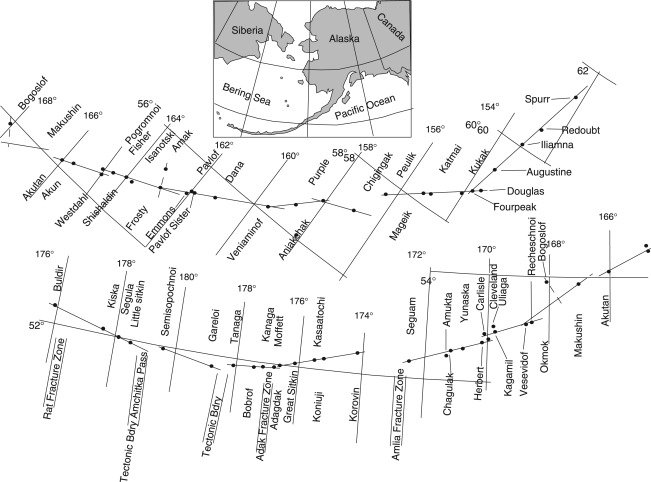 Siberia
Alaska
Canada
Bering Sea
Pacific Ocean
Bogoslof
168°
Makushin
166°
56°
Pogromnoi
Fisher
164°
Isanotski
Amak
Pavlof
162°
Dana
160°
Purple
58°
58
158°
Chiginagak
Peulik
156°
Katmai
154°
60°
60
Kukak
62
Spurr
Redoubt
Iliamna
Augustine
Douglas
Fourpeak
Akutan
Akun
Westdahl
Shishaldin
Frosty
Emmons
Pavlof Sister
Veniaminof
Aniakchak
Mageik
176°
Buldir
178°
Kiska
Segula
Little sitkin
Semisopochnoi
180°
Gareloi
178°
Tanaga
Kanaga
Moffett
176°
Kasaatochi
174°
Seguam
172°
54°
Amukta
Yunaska
Carlisle
170°
Cleveland
Uliaga
Recheschnoi
Bogoslof
168°
166°
52°
Rat Fracture Zone
Tectonic Bdry Amchitka Pass
Tectonic Bdry
Bobrof
Adak Fracture Zone
Adagdak
Great Sitkin
Koniuji
Korovin
Amlia Fracture Zone
Chagulak
Herbert
Kagamil
Vesevidof
Okmok
Makushin
Akutan